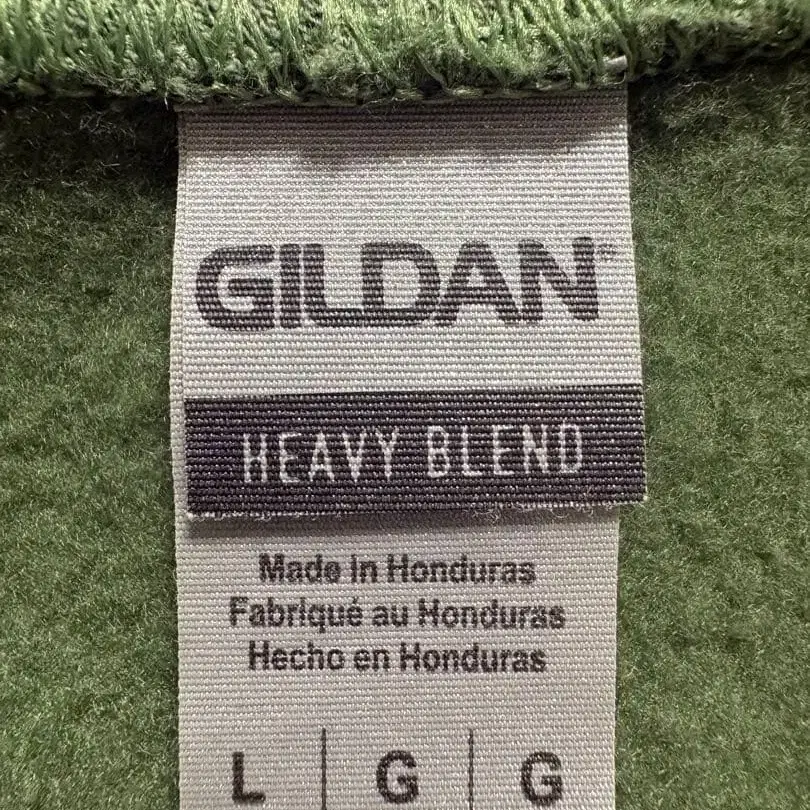 GILDAN®
HEAVY BLEND
Made in Honduras
Fabriqué au Honduras
Hecho en Honduras
L | G | G